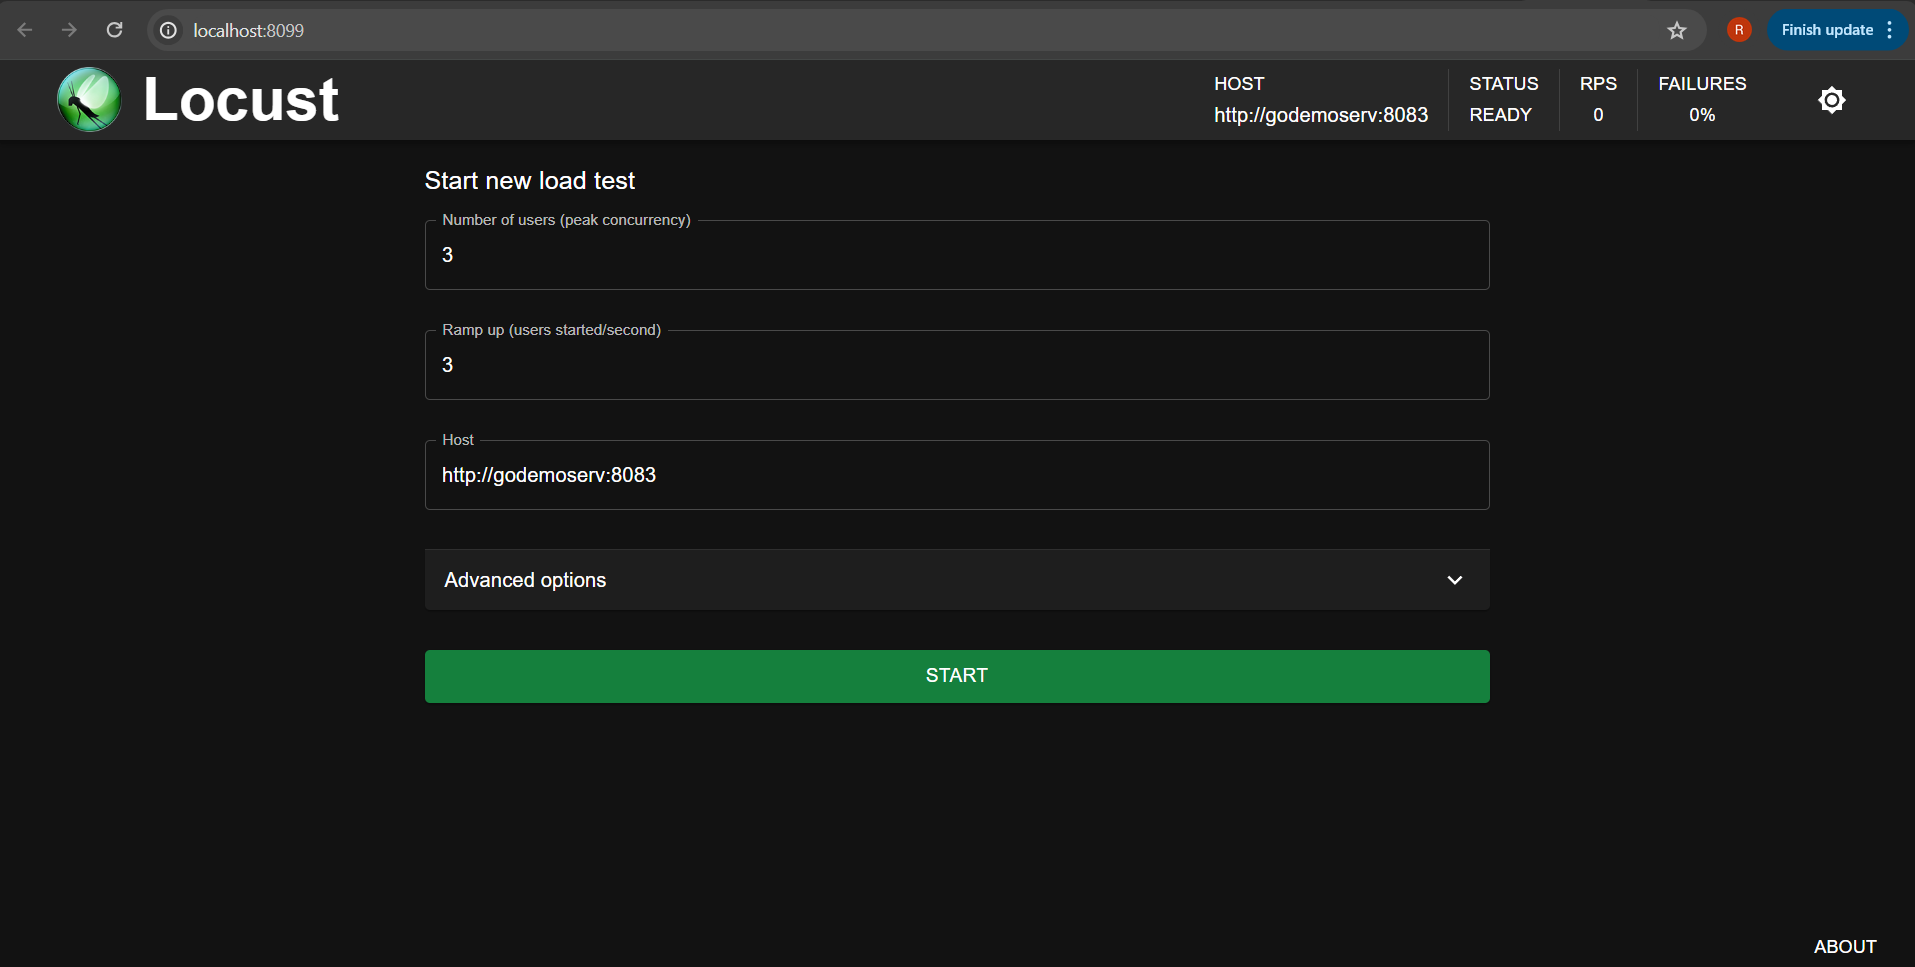 localhost:8099
R
Finish update
Locust
HOST
http://godemoserv:8083
STATUS
READY
RPS
0
FAILURES
0%
Start new load test
Number of users (peak concurrency)
3
Ramp up (users started/second)
3
Host
http://godemoserv:8083
Advanced options
START
ABOUT